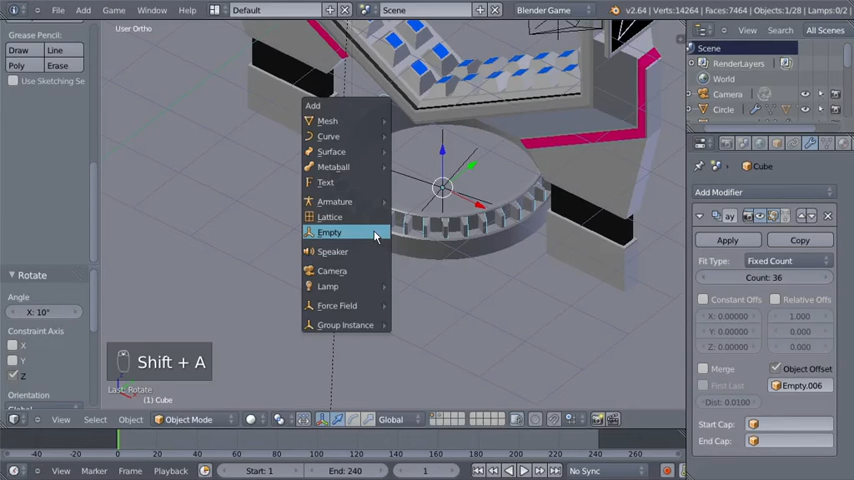 File Add Window Help
Default
Scene
Blender Game
v2.64 | Verts:14264 | Faces:7464 | Objects:1/28 | Lamps:0/2
View Search All Scenes
Scene
RenderLayers
World
Camera
Circle
Cube
Add Modifier
ay
Apply Copy
Fit Type: Fixed Count
Count: 36
Constant Offs Relative Offs
X: 0.00000 1.000
Y: 0.00000 0.000
Z: 0.00000 0.000
Merge Object Offset
First Last Empty.006
Dist: 0.0100
Start Cap:
End Cap:
Grease Pencil:
Draw Line
Poly Erase
Use Sketching Se
Rotate
Angle
X: 10°
Constraint Axis
X
Y
Z
Orientation
User Ortho
Add
Mesh
Curve
Surface
Metaball
Text
Armature
Lattice
Empty
Speaker
Camera
Lamp
Force Field
Group Instance
Shift + A
Last: Rotate
(1) Cube
View Select Object Object Mode Global
-40 -20 0 20 40 60 80 100 120 140 160 180 200 220 240 260
View Marker Frame Playback Start: 1 End: 240 1 No Sync